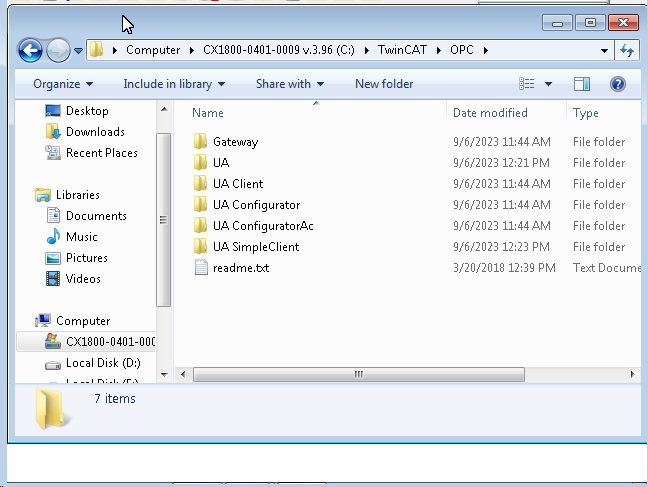 Computer CX1800-0401-0009 v.3.96 (C:) TwinCAT OPC
Organize Include in library Share with New folder
Name Date modified Type
Desktop
Downloads
Recent Places
Libraries
Documents
Music
Pictures
Videos
Computer
CX1800-0401-000
Local Disk (D:)
Gateway 9/6/2023 11:44 AM File folder
UA 9/6/2023 12:21 PM File folder
UA Client 9/6/2023 11:44 AM File folder
UA Configurator 9/6/2023 11:44 AM File folder
UA ConfiguratorAc 9/6/2023 11:44 AM File folder
UA SimpleClient 9/6/2023 12:23 PM File folder
readme.txt 3/20/2018 12:39 PM Text Docume
7 items